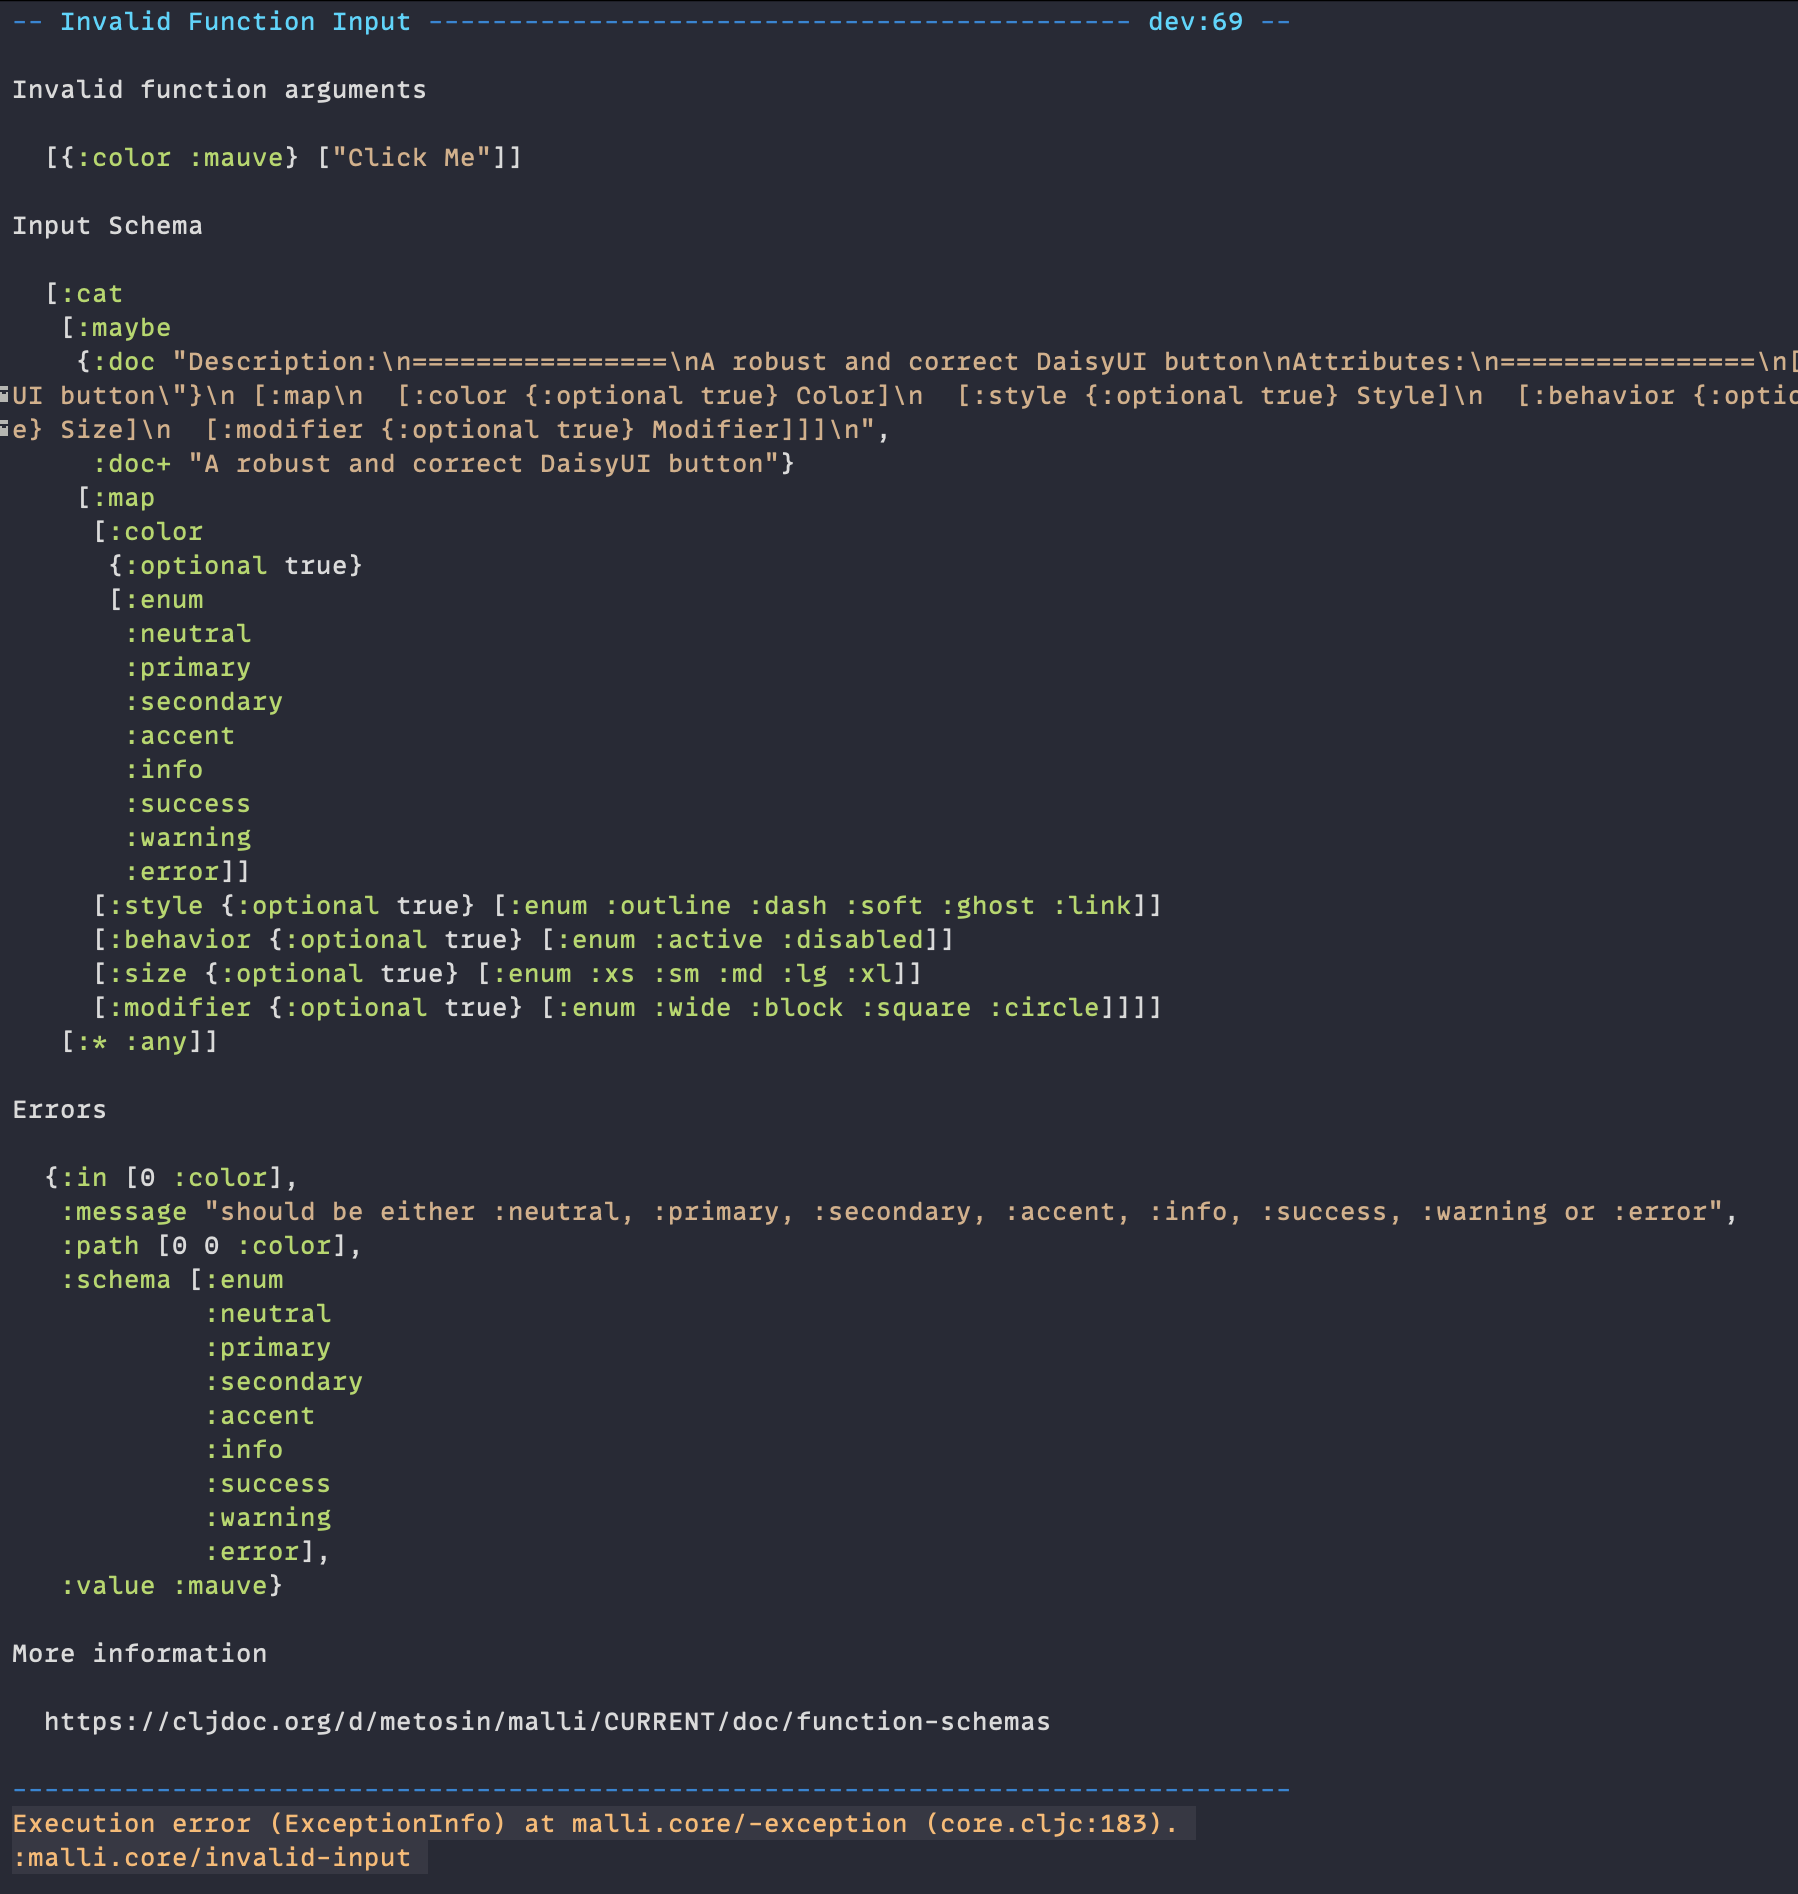 -- Invalid Function Input -------------------------------------------- dev:69 --
Invalid function arguments
[{:color :mauve} ["Click Me"]]
Input Schema
[:cat
[:maybe
{:doc "Description:\n================\nA robust and correct DaisyUI button\nAttributes:\n================\n[
UI button\"}\n [:map\n  [:color {:optional true} Color]\n  [:style {:optional true} Style]\n  [:behavior {:optio
e} Size]\n  [:modifier {:optional true} Modifier]]]\n",
:doc+ "A robust and correct DaisyUI button"}
[:map
[:color
{:optional true}
[:enum
:neutral
:primary
:secondary
:accent
:info
:success
:warning
:error]]
[:style {:optional true} [:enum :outline :dash :soft :ghost :link]]
[:behavior {:optional true} [:enum :active :disabled]]
[:size {:optional true} [:enum :xs :sm :md :lg :xl]]
[:modifier {:optional true} [:enum :wide :block :square :circle]]]]
[:* :any]]
Errors
{:in [0 :color],
:message "should be either :neutral, :primary, :secondary, :accent, :info, :success, :warning or :error",
:path [0 0 :color],
:schema [:enum
:neutral
:primary
:secondary
:accent
:info
:success
:warning
:error],
:value :mauve}
More information
https://cljdoc.org/d/metosin/malli/CURRENT/doc/function-schemas
--------------------------------------------------------------------------------
Execution error (ExceptionInfo) at malli.core/-exception (core.cljc:183).
:malli.core/invalid-input